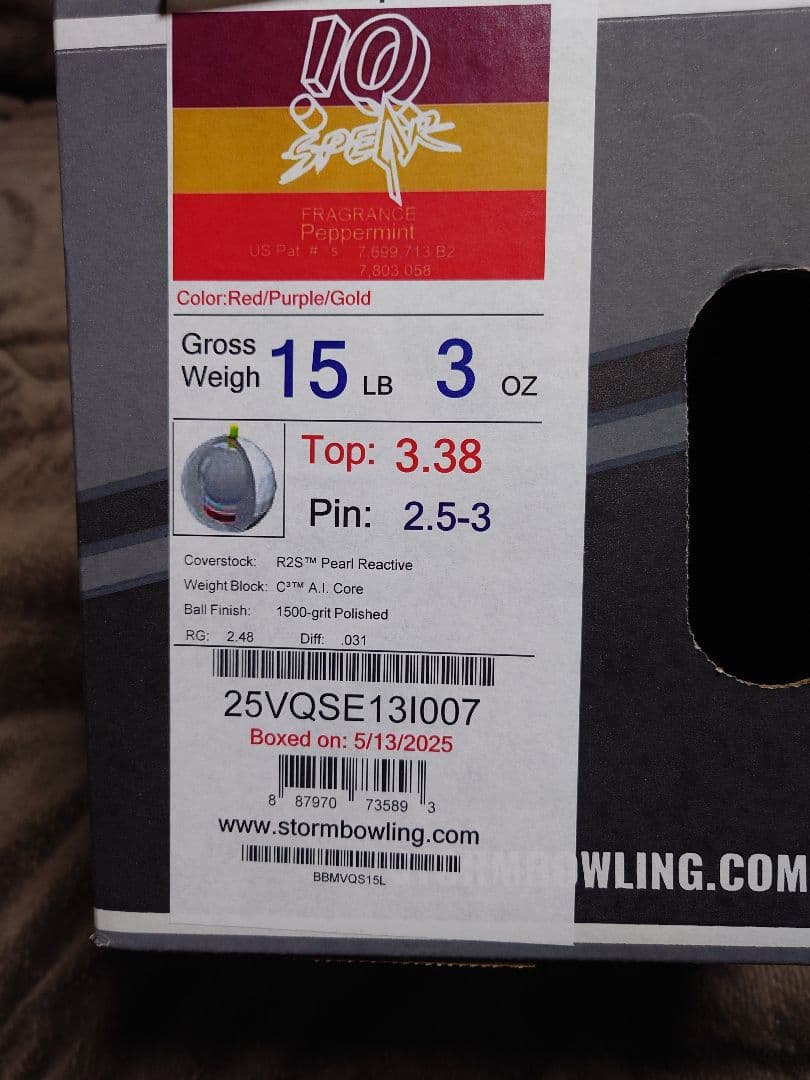 !Q
SPEAR
FRAGRANCE
Peppermint
US Pat # 's 7,699,713 B2
7,803,058
Color:Red/Purple/Gold
Gross
Weigh 15 LB 3 OZ
Top: 3.38
Pin: 2.5-3
Coverstock: R2S™ Pearl Reactive
Weight Block: C³™ A.I. Core
Ball Finish: 1500-grit Polished
RG: 2.48 Diff: .031
25VQSE13I007
Boxed on: 5/13/2025
8 87970 73589 3
www.stormbowling.com
BBMVQS15L
STORMBOWLING.COM